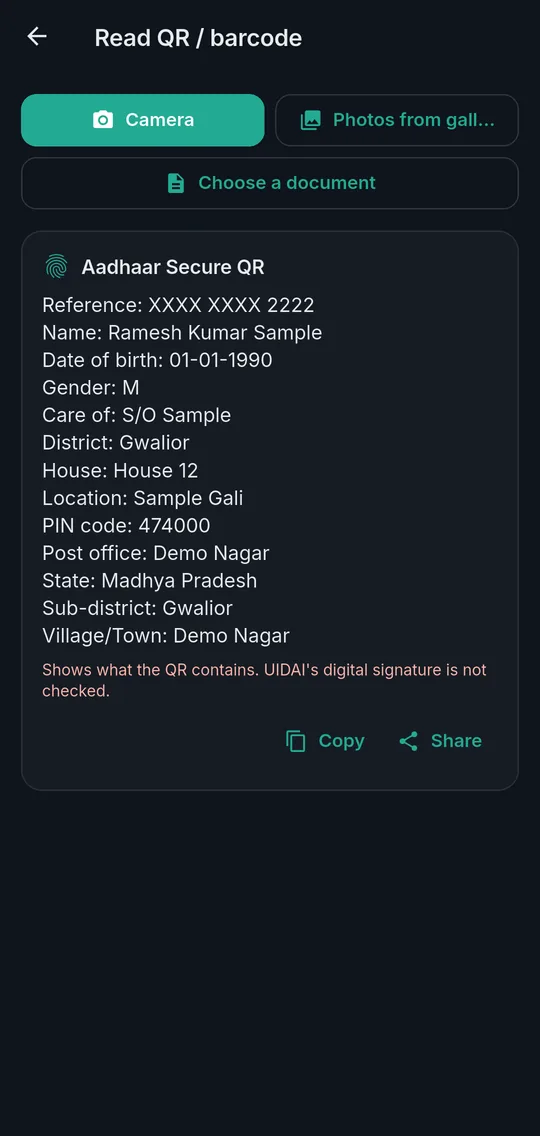 Read QR / barcode
Camera
Photos from gall...
Choose a document
Aadhaar Secure QR
Reference: XXXX XXXX 2222
Name: Ramesh Kumar Sample
Date of birth: 01-01-1990
Gender: M
Care of: S/O Sample
District: Gwalior
House: House 12
Location: Sample Gali
PIN code: 474000
Post office: Demo Nagar
State: Madhya Pradesh
Sub-district: Gwalior
Village/Town: Demo Nagar
Shows what the QR contains. UIDAI's digital signature is not
checked.
Copy
Share